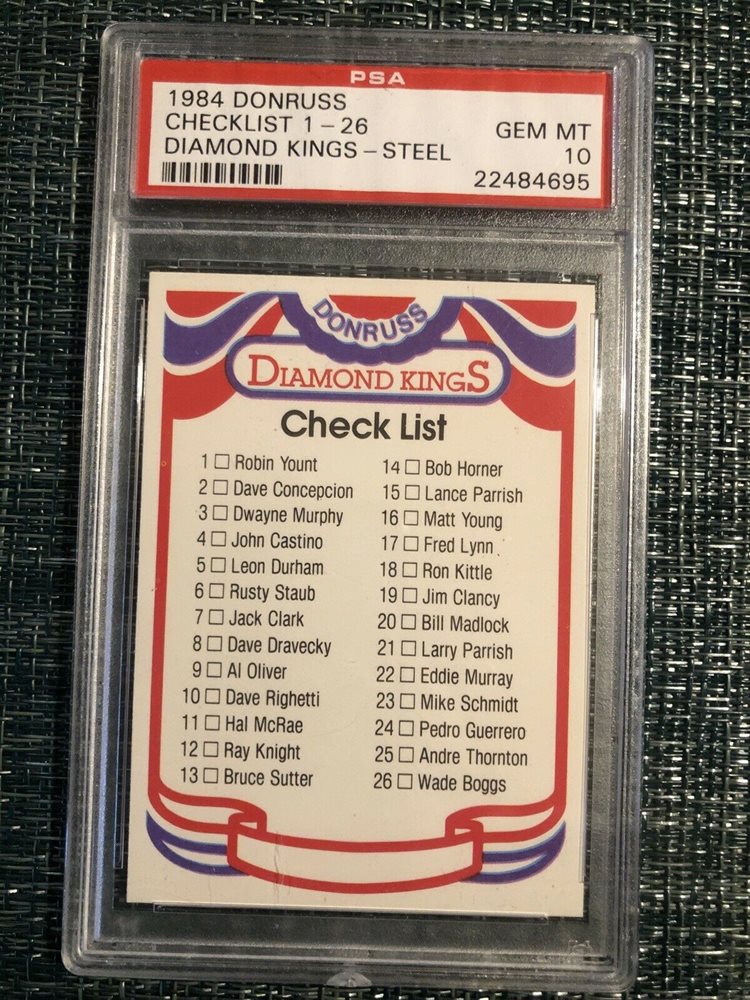 PSA
1984 DONRUSS
CHECKLIST 1-26 GEM MT
DIAMOND KINGS-STEEL 10
22484695
DONRUSS
DIAMOND KINGS
Check List
1 □ Robin Yount
2 □ Dave Concepcion
3 □ Dwayne Murphy
4 □ John Castino
5 □ Leon Durham
6 □ Rusty Staub
7 □ Jack Clark
8 □ Dave Dravecky
9 □ Al Oliver
10 □ Dave Righetti
11 □ Hal McRae
12 □ Ray Knight
13 □ Bruce Sutter
14 □ Bob Horner
15 □ Lance Parrish
16 □ Matt Young
17 □ Fred Lynn
18 □ Ron Kittle
19 □ Jim Clancy
20 □ Bill Madlock
21 □ Larry Parrish
22 □ Eddie Murray
23 □ Mike Schmidt
24 □ Pedro Guerrero
25 □ Andre Thornton
26 □ Wade Boggs